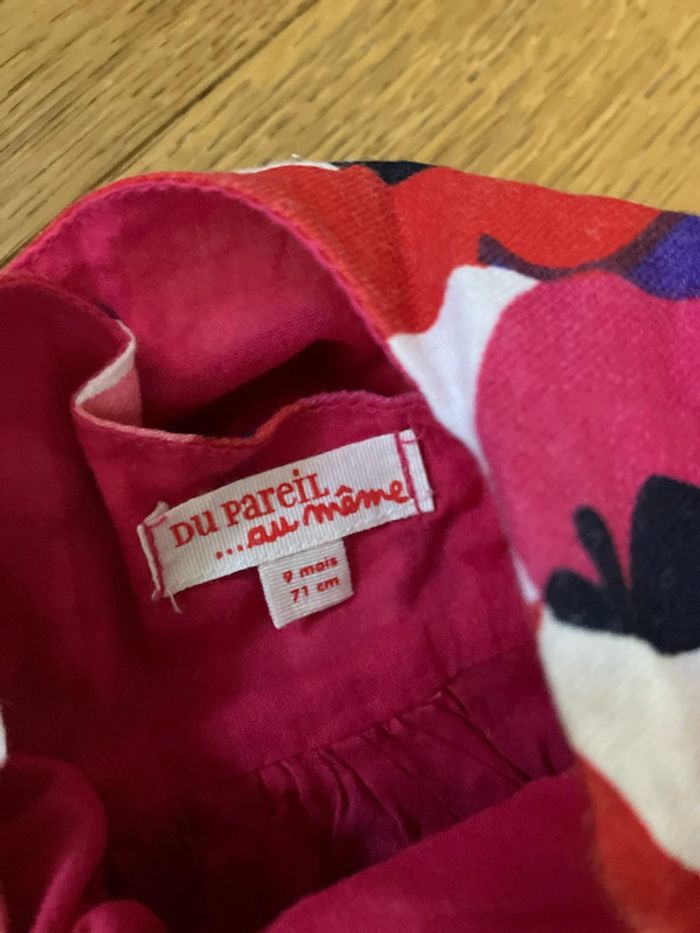 DU PAREIL
...au même
9 mois
71 cm